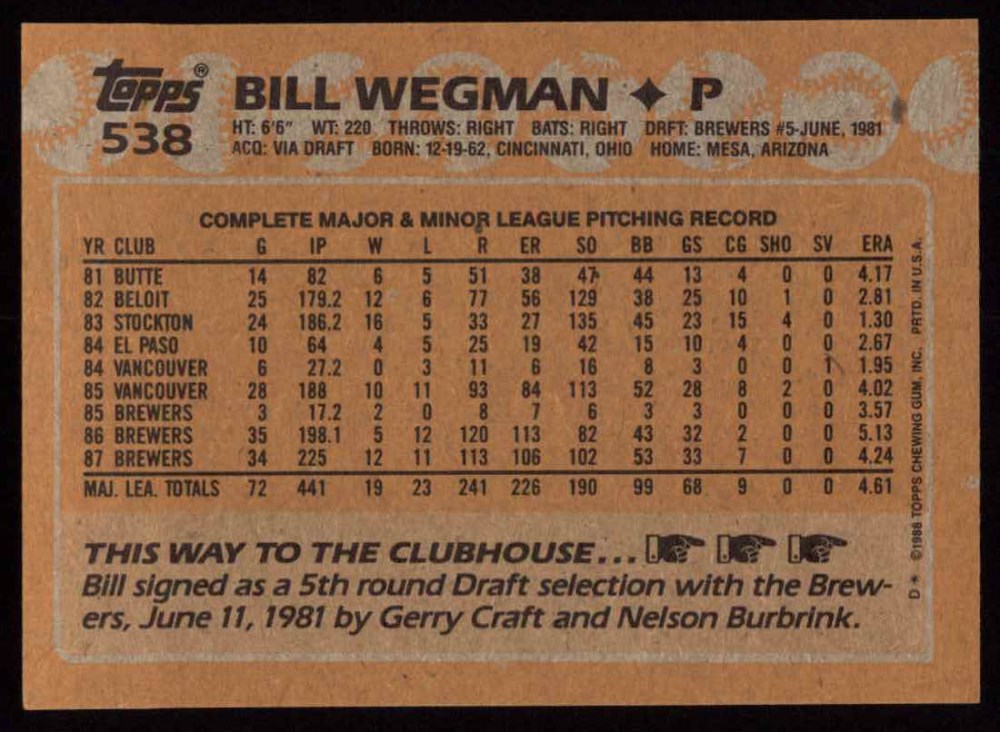 topps® BILL WEGMAN ✦ P
538
HT: 6'6" WT: 220 THROWS: RIGHT BATS: RIGHT DRFT: BREWERS #5-JUNE, 1981
ACQ: VIA DRAFT BORN: 12-19-62, CINCINNATI, OHIO HOME: MESA, ARIZONA
COMPLETE MAJOR & MINOR LEAGUE PITCHING RECORD
YR CLUB G IP W L R ER SO BB GS CG SHO SV ERA
81 BUTTE 14 82 6 5 51 38 47 44 13 4 0 0 4.17
82 BELOIT 25 179.2 12 6 77 56 129 38 25 10 1 0 2.81
83 STOCKTON 24 186.2 16 5 33 27 135 45 23 15 4 0 1.30
84 EL PASO 10 64 4 5 25 19 42 15 10 4 0 0 2.67
84 VANCOUVER 6 27.2 0 3 11 6 16 8 3 0 0 1 1.95
85 VANCOUVER 28 188 10 11 93 84 113 52 28 8 2 0 4.02
85 BREWERS 3 17.2 2 0 8 7 6 3 3 0 0 0 3.57
86 BREWERS 35 198.1 5 12 120 113 82 43 32 2 0 0 5.13
87 BREWERS 34 225 12 11 113 106 102 53 33 7 0 0 4.24
MAJ. LEA. TOTALS 72 441 19 23 241 226 190 99 68 9 0 0 4.61
THIS WAY TO THE CLUBHOUSE...
Bill signed as a 5th round Draft selection with the Brew-
ers, June 11, 1981 by Gerry Craft and Nelson Burbrink.
D* ©1988 TOPPS CHEWING GUM, INC. PRTD. IN U.S.A.